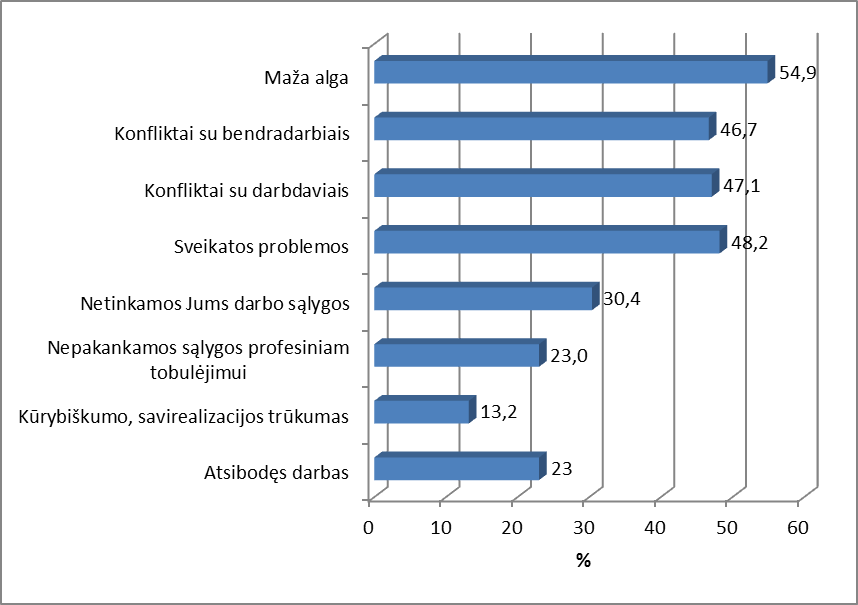 Maža alga
54,9
Konfliktai su bendradarbiais
46,7
Konfliktai su darbdaviais
47,1
Sveikatos problemos
48,2
Netinkamos Jums darbo sąlygos
30,4
Nepakankamos sąlygos profesiniam
tobulėjimui
23,0
Kūrybiškumo, savirealizacijos trūkumas
13,2
Atsibodęs darbas
23
0 10 20 30 40 50 60
%